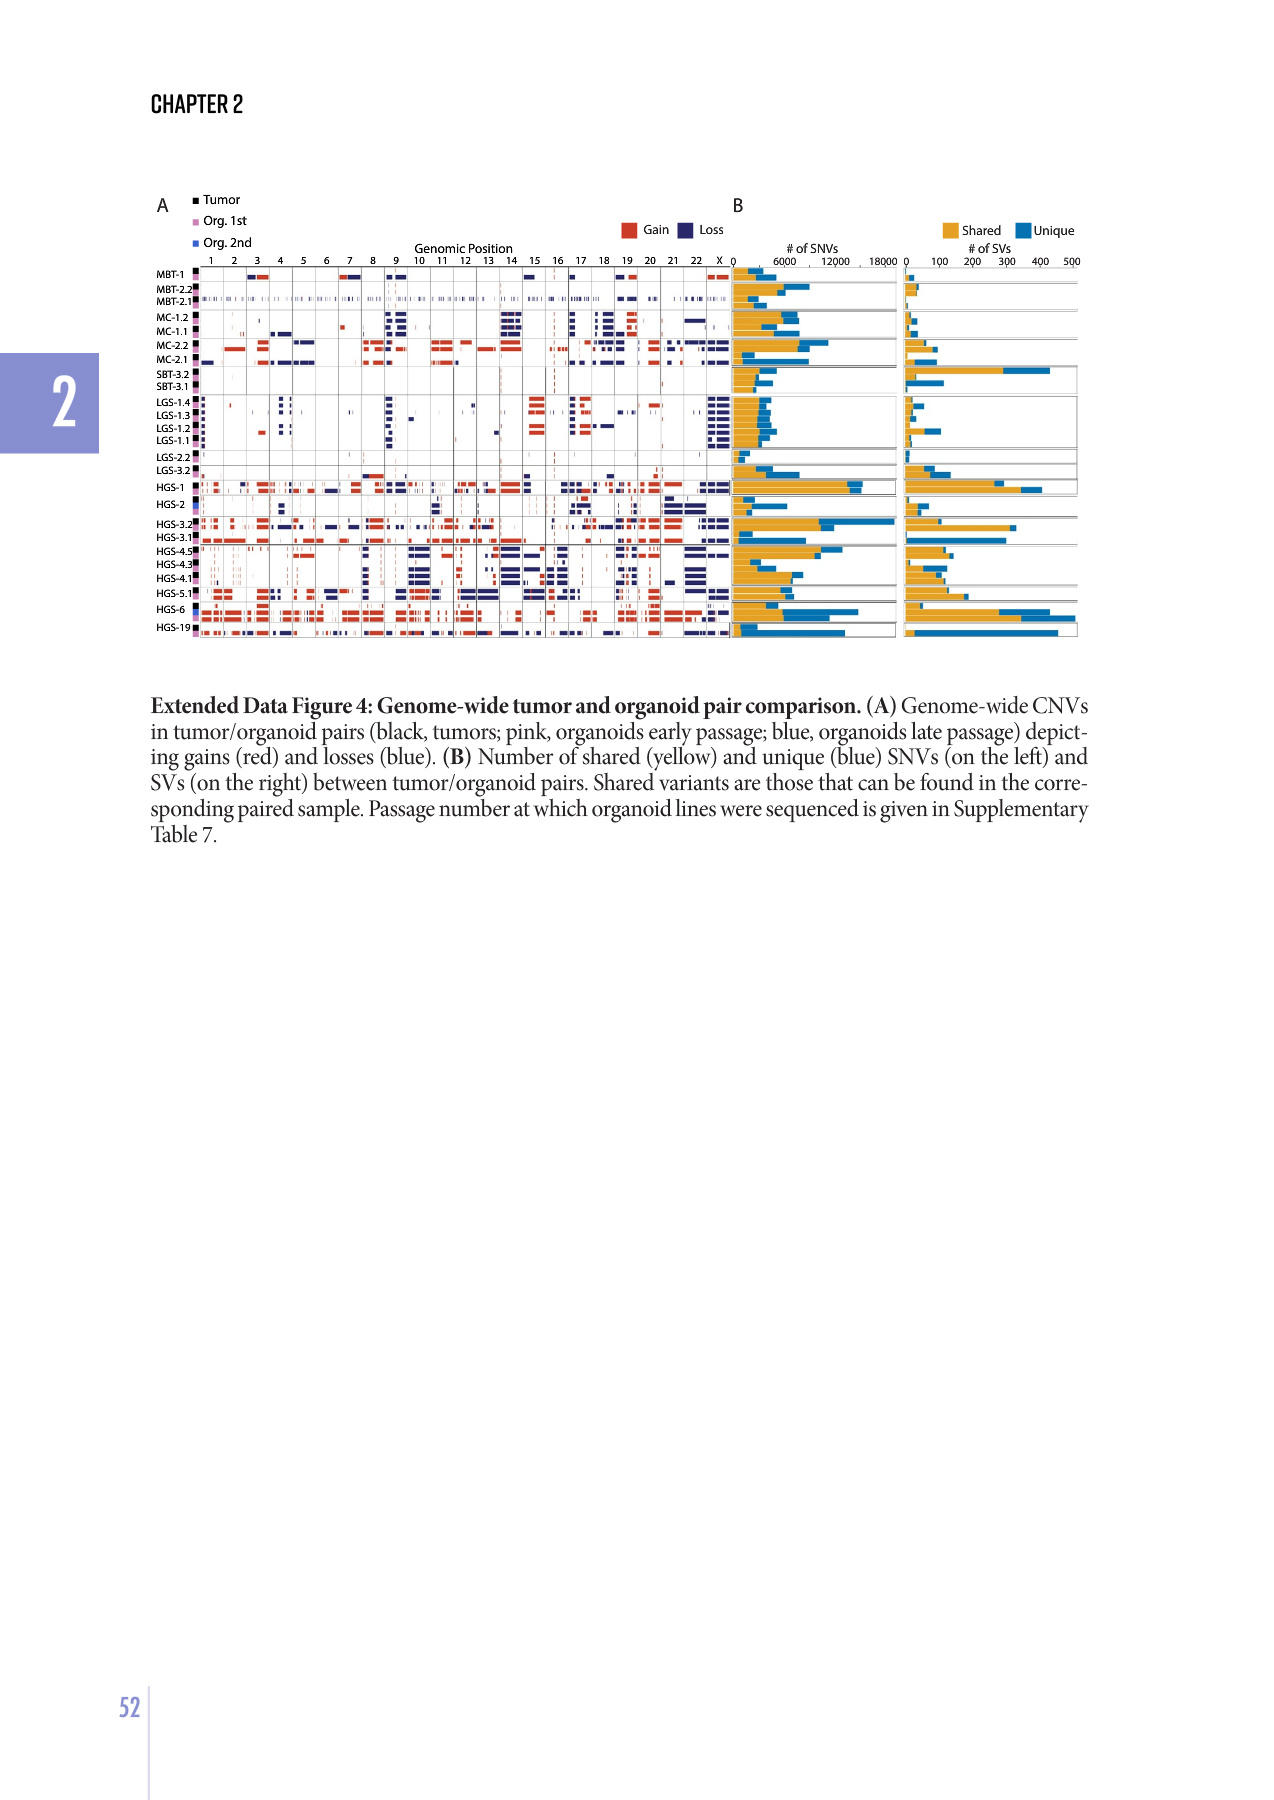 CHAPTER 2
2
A
Tumor
Org. 1st
Org. 2nd
Gain Loss
Genomic Position
1 2 3 4 5 6 7 8 9 10 11 12 13 14 15 16 17 18 19 20 21 22 X
MBT-1
MBT-2.2
MBT-2.1
MC-1.2
MC-1.1
MC-2.2
MC-2.1
SBT-3.2
SBT-3.1
LGS-1.4
LGS-1.3
LGS-1.2
LGS-1.1
LGS-2.2
LGS-3.2
HGS-1
HGS-2
HGS-3.2
HGS-3.1
HGS-4.5
HGS-4.3
HGS-4.1
HGS-5.1
HGS-6
HGS-19
B
Shared Unique
# of SNVs # of SVs
0 6000 12000 18000 0 100 200 300 400 500
Extended Data Figure 4: Genome-wide tumor and organoid pair comparison. (A) Genome-wide CNVs
in tumor/organoid pairs (black, tumors; pink, organoids early passage; blue, organoids late passage) depict-
ing gains (red) and losses (blue). (B) Number of shared (yellow) and unique (blue) SNVs (on the left) and
SVs (on the right) between tumor/organoid pairs. Shared variants are those that can be found in the corre-
sponding paired sample. Passage number at which organoid lines were sequenced is given in Supplementary
Table 7.
52